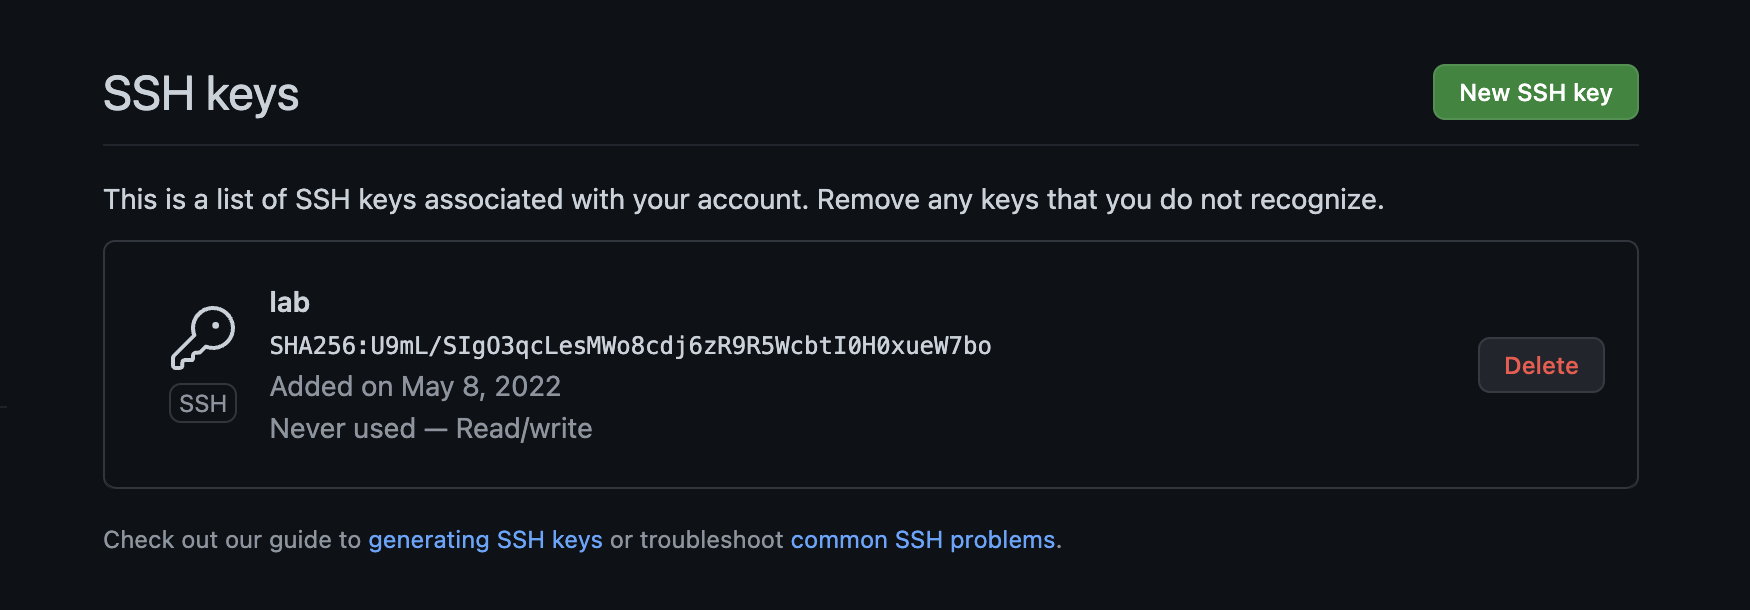 SSH keys
New SSH key
This is a list of SSH keys associated with your account. Remove any keys that you do not recognize.
lab
SHA256:U9mL/SIgO3qcLesMWo8cdj6zR9R5WcbtI0H0xueW7bo
Added on May 8, 2022
Never used — Read/write
SSH
Delete
Check out our guide to generating SSH keys or troubleshoot common SSH problems.